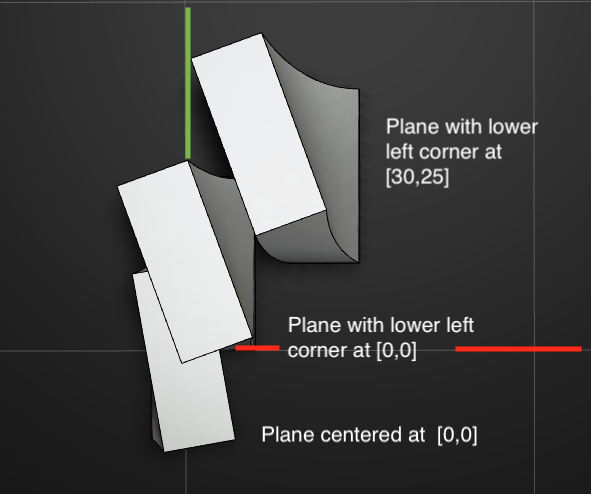 Plane with lower
left corner at
[30,25]
Plane with lower left
corner at [0,0]
Plane centered at  [0,0]